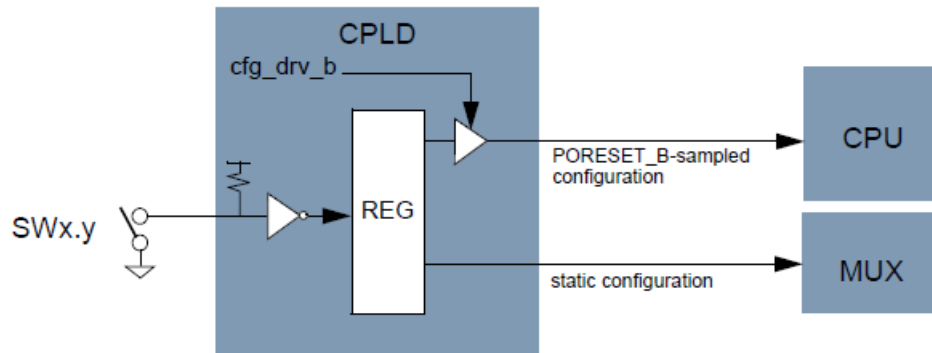 CPLD
cfg_drv_b
CPU
PORESET_B-sampled
configuration
REG
SWx.y
MUX
static configuration